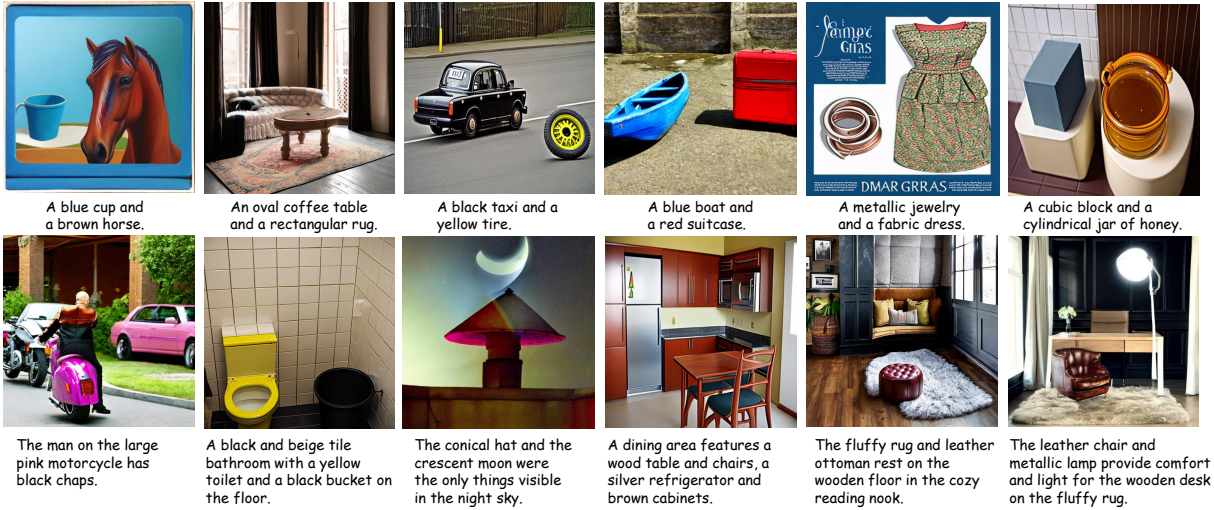 Jaimer
GRAS
DMAR GRRAS
A blue cup and
a brown horse.
An oval coffee table
and a rectangular rug.
A black taxi and a
yellow tire.
A blue boat and
a red suitcase.
A metallic jewelry
and a fabric dress.
A cubic block and a
cylindrical jar of honey.
The man on the large
pink motorcycle has
black chaps.
A black and beige tile
bathroom with a yellow
toilet and a black bucket on
the floor.
The conical hat and the
crescent moon were
the only things visible
in the night sky.
A dining area features a
wood table and chairs, a
silver refrigerator and
brown cabinets.
The fluffy rug and leather
ottoman rest on the
wooden floor in the cozy
reading nook.
The leather chair and
metallic lamp provide comfort
and light for the wooden desk
on the fluffy rug.